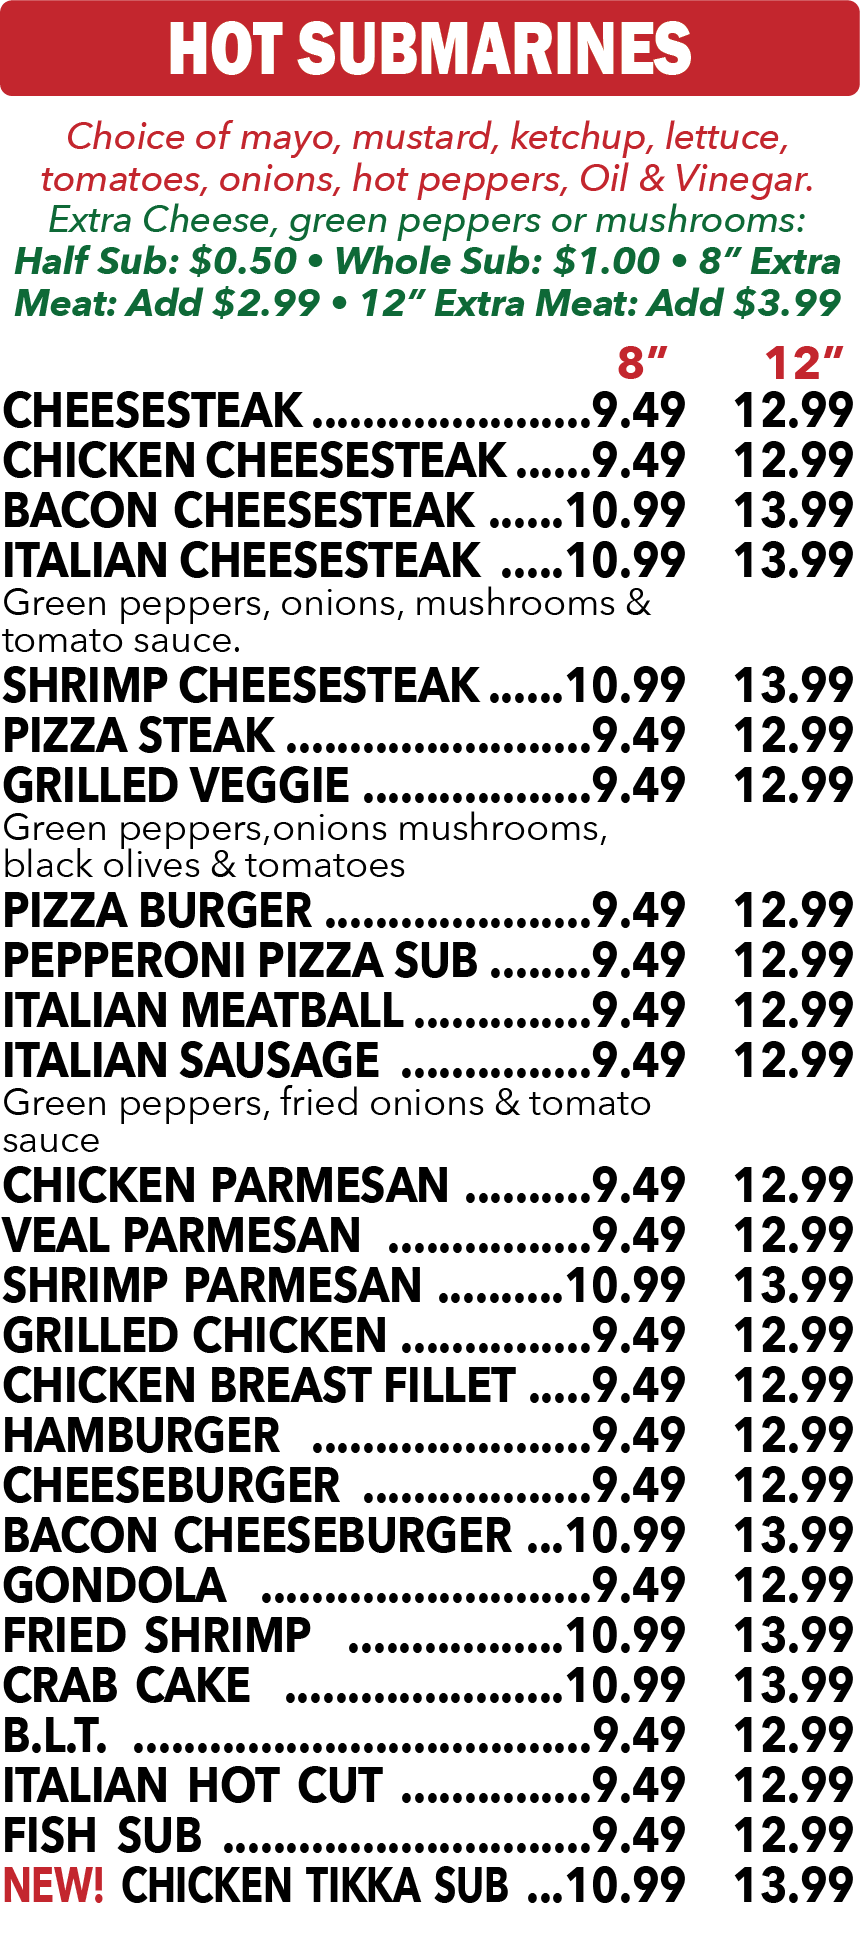 HOT SUBMARINES
Choice of mayo, mustard, ketchup, lettuce,
tomatoes, onions, hot peppers, Oil & Vinegar.
Extra Cheese, green peppers or mushrooms:
Half Sub: $0.50 • Whole Sub: $1.00 • 8” Extra
Meat: Add $2.99 • 12” Extra Meat: Add $3.99
8” 12”
CHEESESTEAK ......................9.49 12.99
CHICKEN CHEESESTEAK ......9.49 12.99
BACON CHEESESTEAK ......10.99 13.99
ITALIAN CHEESESTEAK .....10.99 13.99
Green peppers, onions, mushrooms &
tomato sauce.
SHRIMP CHEESESTEAK ......10.99 13.99
PIZZA STEAK ........................9.49 12.99
GRILLED VEGGIE ..................9.49 12.99
Green peppers,onions mushrooms,
black olives & tomatoes
PIZZA BURGER .....................9.49 12.99
PEPPERONI PIZZA SUB ........9.49 12.99
ITALIAN MEATBALL ..............9.49 12.99
ITALIAN SAUSAGE ...............9.49 12.99
Green peppers, fried onions & tomato
sauce
CHICKEN PARMESAN ..........9.49 12.99
VEAL PARMESAN ................9.49 12.99
SHRIMP PARMESAN ..........10.99 13.99
GRILLED CHICKEN ...............9.49 12.99
CHICKEN BREAST FILLET .....9.49 12.99
HAMBURGER ......................9.49 12.99
CHEESEBURGER ..................9.49 12.99
BACON CHEESEBURGER ...10.99 13.99
GONDOLA ..........................9.49 12.99
FRIED SHRIMP .................10.99 13.99
CRAB CAKE ......................10.99 13.99
B.L.T. ....................................9.49 12.99
ITALIAN HOT CUT ...............9.49 12.99
FISH SUB .............................9.49 12.99
NEW! CHICKEN TIKKA SUB ...10.99 13.99